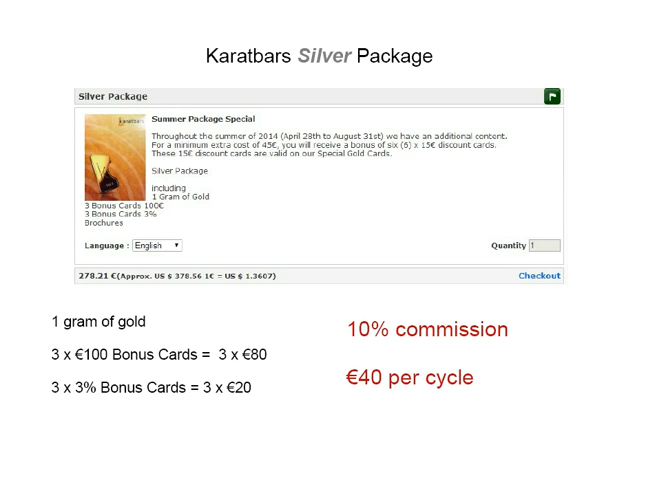 Karatbars Silver Package
Silver Package
karatbars
Summer Package Special
Throughout the summer of 2014 (April 28th to August 31st) we have an additional content.
For a minimum extra cost of 45€, you will receive a bonus of six (6) x 15€ discount cards.
These 15€ discount cards are valid on our Special Gold Cards.
Silver Package
including
1 Gram of Gold
3 Bonus Cards 100€
3 Bonus Cards 3%
Brochures
Language : English
Quantity 1
278.21 €(Approx. US $ 378.56 1€ = US $ 1.3607)
Checkout
1 gram of gold
3 x €100 Bonus Cards = 3 x €80
3 x 3% Bonus Cards = 3 x €20
10% commission
€40 per cycle